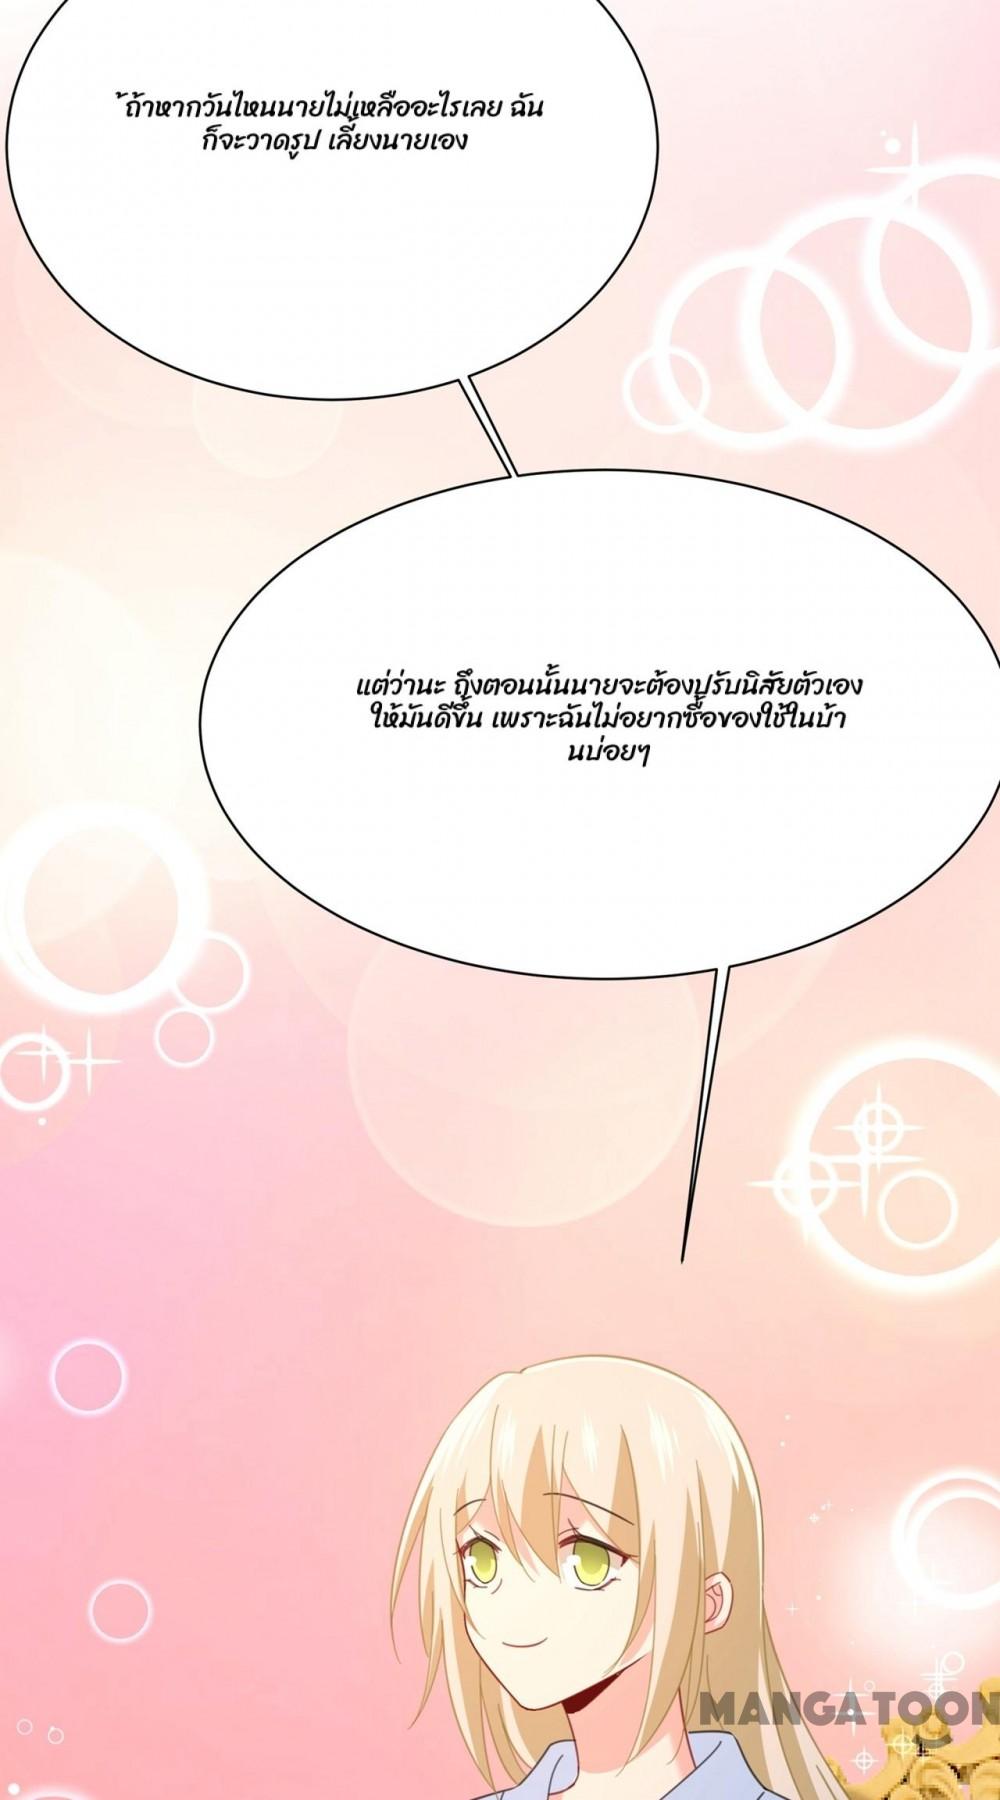 ้ ถ้าหากวันไหนนายไม่เหลืออะไรเลย ฉัน
ก็จะวาดรูป เลี้ยงนายเอง
แต่ว่านะ ถึงตอนนั้นนายจะต้องปรับนิสัยตัวเอง
ให้มันดีขึ้น เพราะฉันไม่อยากซื้อของใช้ในบ้า
นบ่อยๆ
MANGATOON